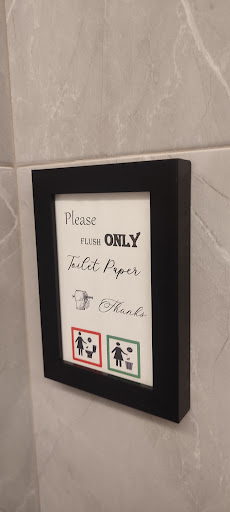 Please
FLUSH ONLY
Toilet Paper
Thanks